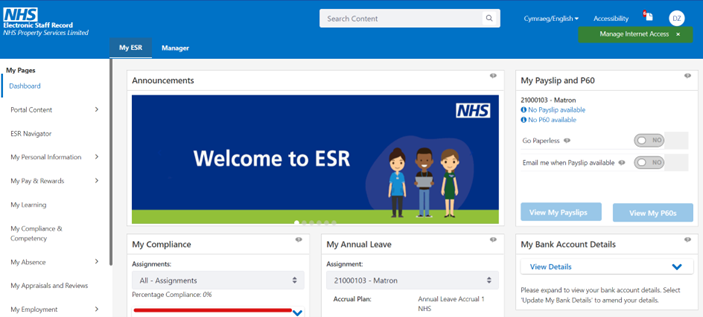 NHS
Electronic Staff Record
NHS Property Services Limited
Search Content
Cymraeg/English
Accessibility
DZ
Manage Internet Access ×
My ESR
Manager
My Pages
Dashboard
Portal Content
ESR Navigator
My Personal Information
My Pay & Rewards
My Learning
My Compliance &
Competency
My Absence
My Appraisals and Reviews
My Employment
Announcements
NHS
Welcome to ESR
My Compliance
Assignments:
All - Assignments
Percentage Compliance: 0%
My Annual Leave
Assignment:
21000103 - Matron
Accrual Plan:
Annual Leave Accrual 1
NHS
My Payslip and P60
21000103 - Matron
No Payslip available
No P60 available
Go Paperless
NO
Email me when Payslip available
NO
View My Payslips
View My P60s
My Bank Account Details
View Details
Please expand to view your bank account details. Select
'Update My Bank Details' to amend your details.